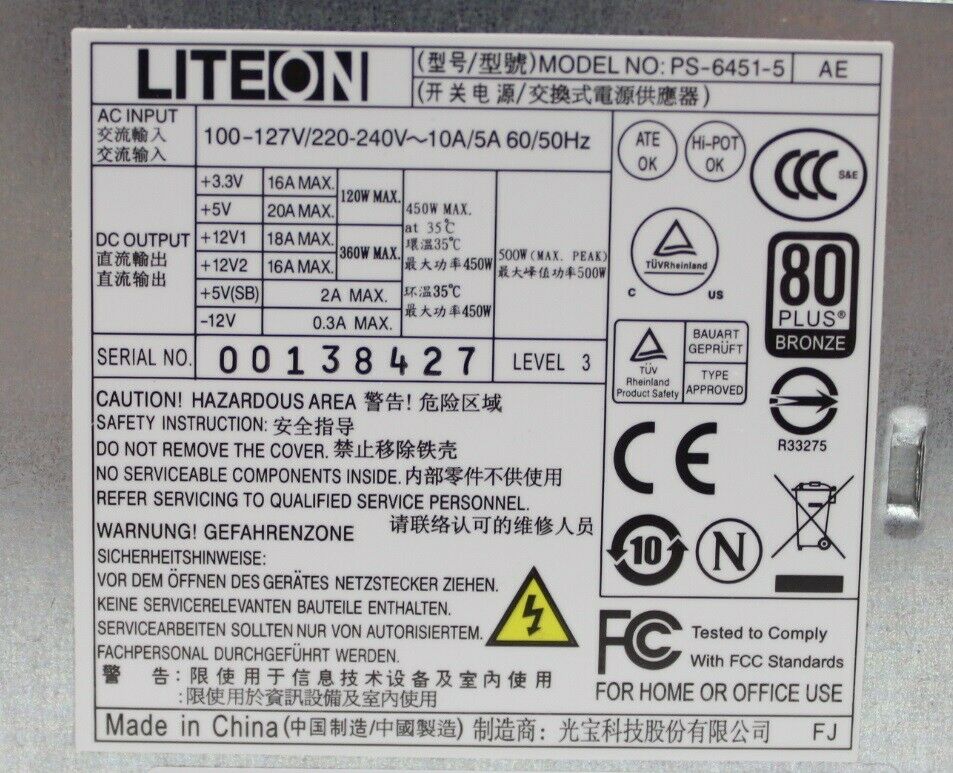 LITEON
(型号/型號)MODEL NO: PS-6451-5 AE
(开关电源/交换式電源供應器)
AC INPUT
交流輸入
交流输入
100-127V/220-240V～10A/5A 60/50Hz
DC OUTPUT
直流輸出
直流输出
+3.3V 16A MAX.
+5V 20A MAX.
120W MAX.
+12V1 18A MAX.
+12V2 16A MAX.
360W MAX.
+5V(SB) 2A MAX.
-12V 0.3A MAX.
450W MAX.
at 35℃
環溫35℃
最大功率450W
环温35℃
最大功率450W
500W(MAX. PEAK)
最大峰值功率500W
SERIAL NO. 00138427 LEVEL 3
CAUTION! HAZARDOUS AREA 警告! 危险区域
SAFETY INSTRUCTION: 安全指导
DO NOT REMOVE THE COVER. 禁止移除铁壳
NO SERVICEABLE COMPONENTS INSIDE. 内部零件不供使用
REFER SERVICING TO QUALIFIED SERVICE PERSONNEL.
请联络认可的维修人员
WARNUNG! GEFAHRENZONE
SICHERHEITSHINWEISE:
VOR DEM ÖFFNEN DES GERÄTES NETZSTECKER ZIEHEN.
KEINE SERVICERELEVANTEN BAUTEILE ENTHALTEN.
SERVICEARBEITEN SOLLTEN NUR VON AUTORISIERTEM.
FACHPERSONAL DURCHGEFÜHRT WERDEN.
警 告:限使用于信息技术设备及室內使用
:限使用於資訊設備及室內使用
Made in China(中国制造/中國製造) 制造商: 光宝科技股份有限公司 FJ
ATE
OK
Hi-POT
OK
CCC
S&E
TÜVRheinland
C US
80
PLUS®
BRONZE
TÜV
Rheinland
Product Safety
BAUART
GEPRÜFT
TYPE
APPROVED
R33275
CE
10
N
FC
Tested to Comply
With FCC Standards
FOR HOME OR OFFICE USE